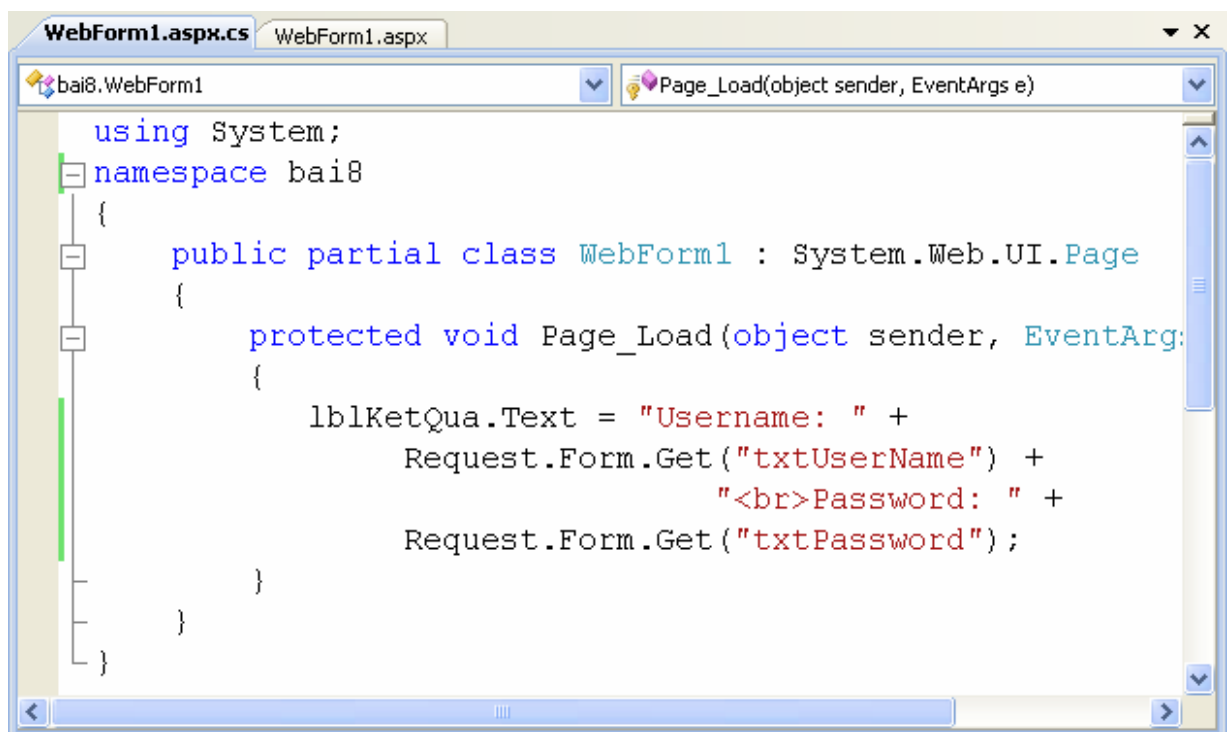 WebForm1.aspx.cs WebForm1.aspx
bai8.WebForm1 Page_Load(object sender, EventArgs e)
using System;
namespace bai8
{
public partial class WebForm1 : System.Web.UI.Page
{
protected void Page_Load(object sender, EventArgs
{
lblKetQua.Text = "Username: " +
Request.Form.Get("txtUserName") +
"<br>Password: " +
Request.Form.Get("txtPassword");
}
}
}